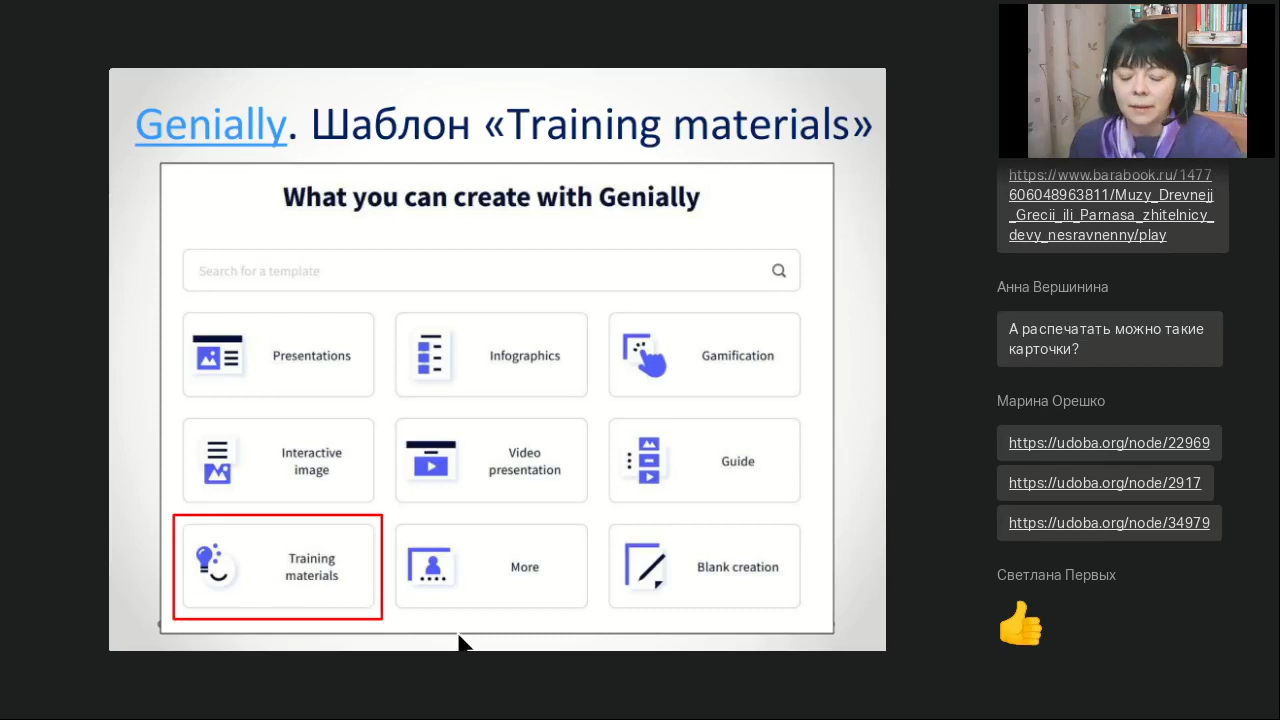 Genially. Шаблон «Training materials»
What you can create with Genially
Search for a template
Presentations
Infographics
Gamification
Interactive
image
Video
presentation
Guide
Training
materials
More
Blank creation
https://www.barabook.ru/1477
606048963811/Muzy_Drevnejj
_Grecii_ili_Parnasa_zhitelnicy_
devy_nesravnenny/play
Анна Вершинина
А распечатать можно такие
карточки?
Марина Орешко
https://udoba.org/node/22969
https://udoba.org/node/2917
https://udoba.org/node/34979
Светлана Первых